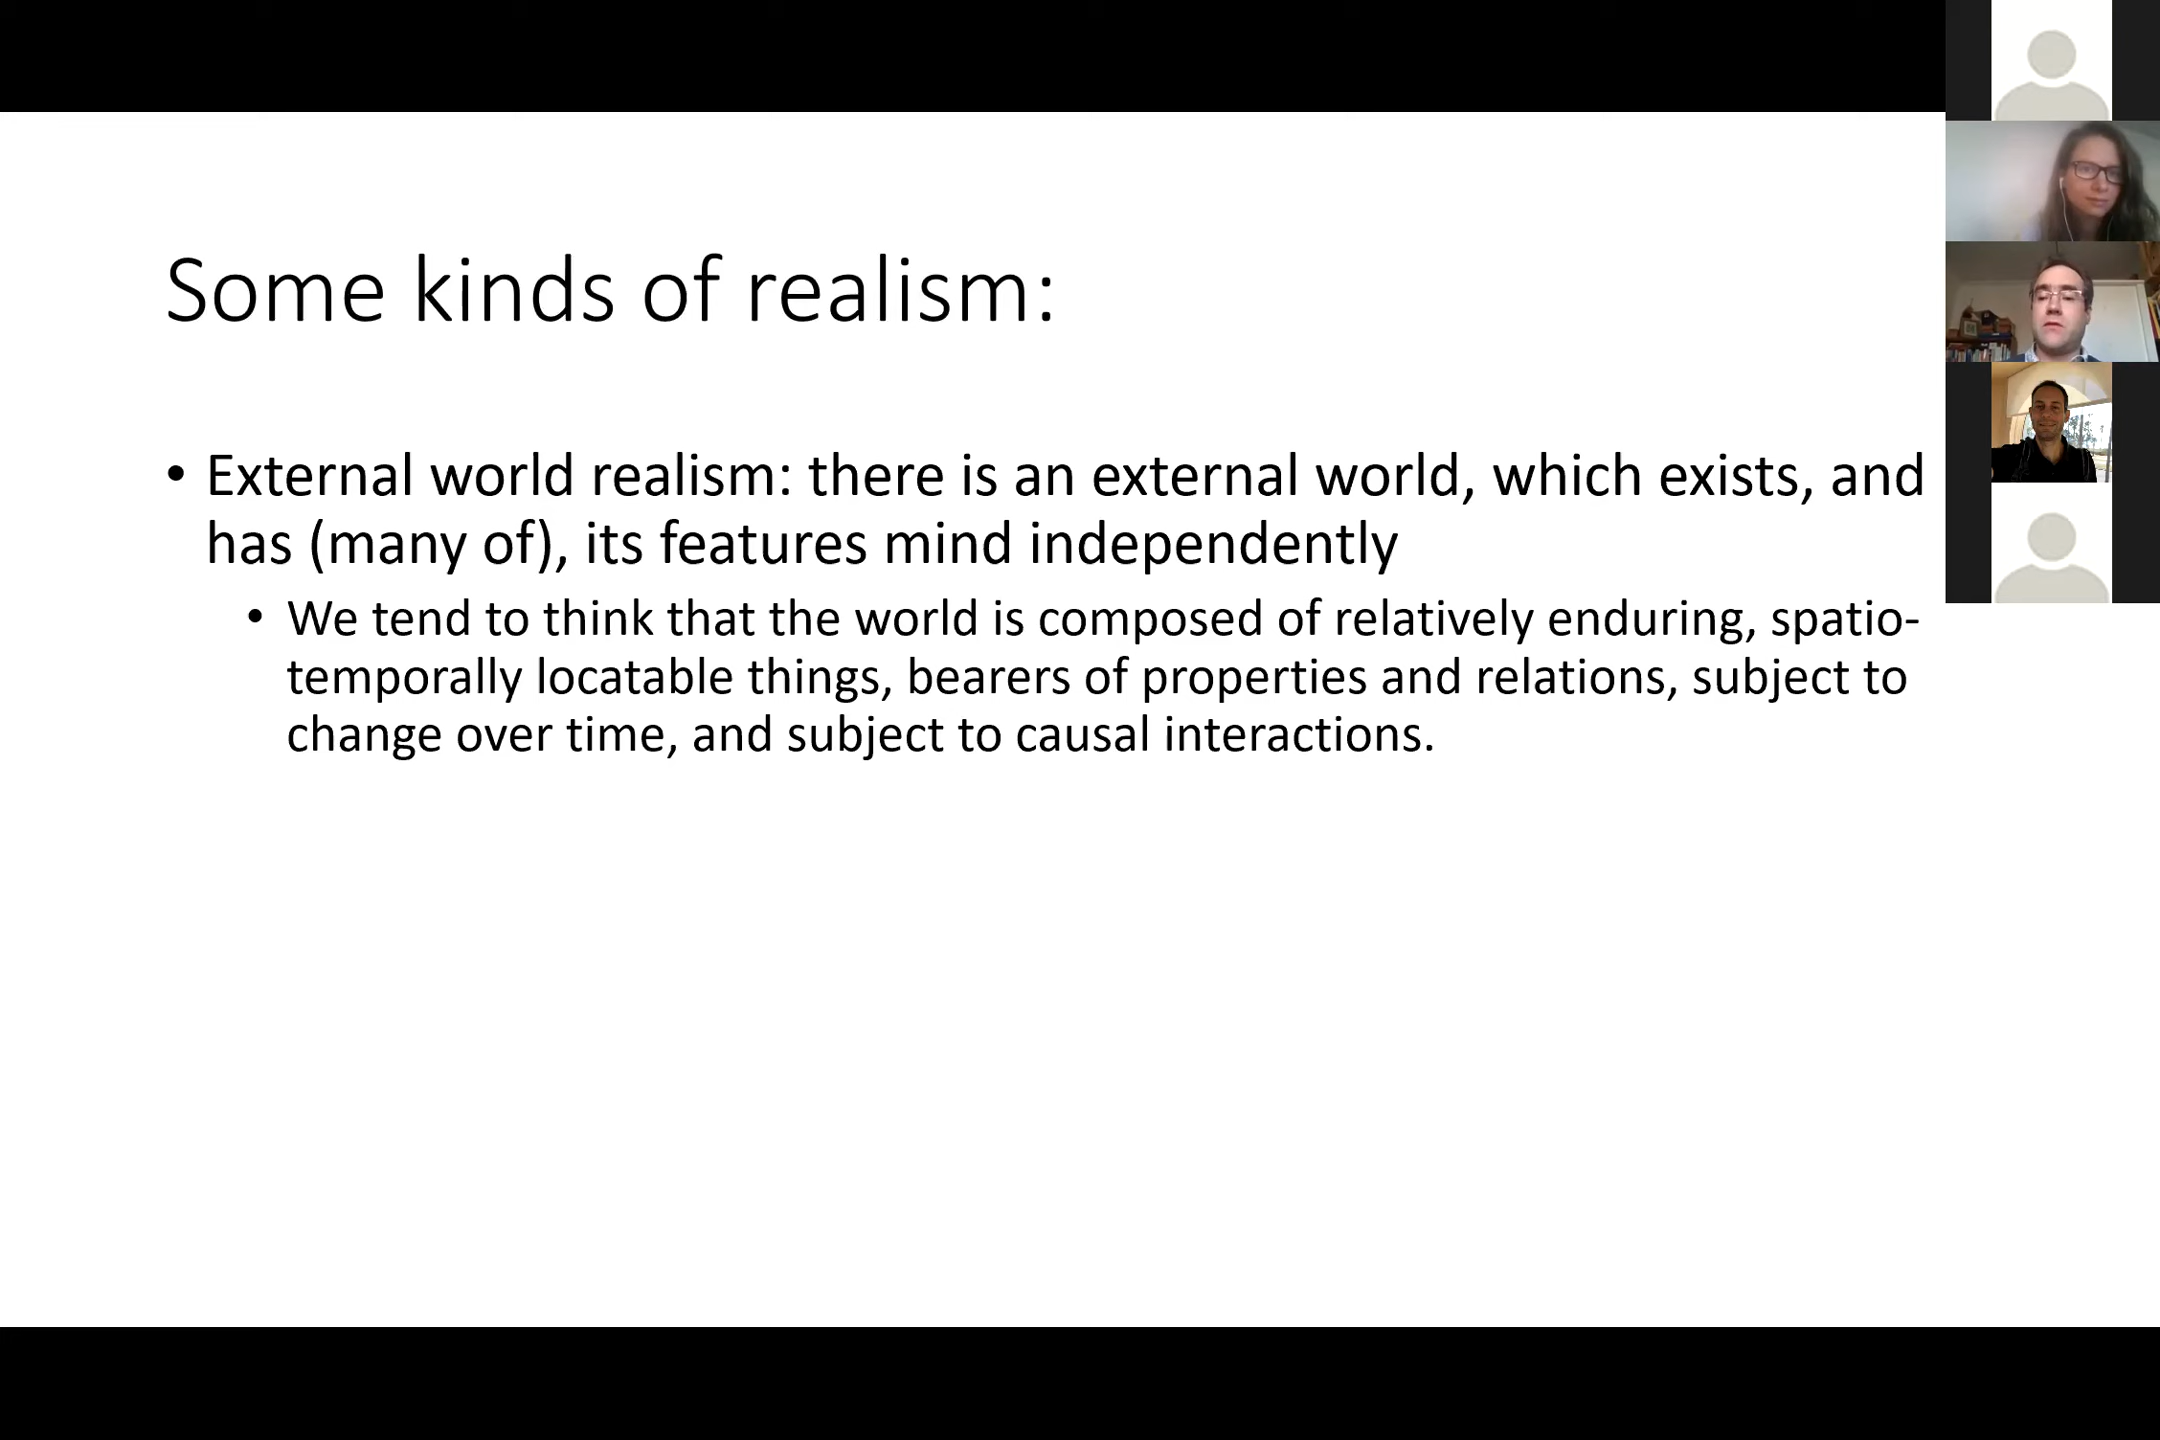 Some kinds of realism:
• External world realism: there is an external world, which exists, and
has (many of), its features mind independently
• We tend to think that the world is composed of relatively enduring, spatio-
temporally locatable things, bearers of properties and relations, subject to
change over time, and subject to causal interactions.